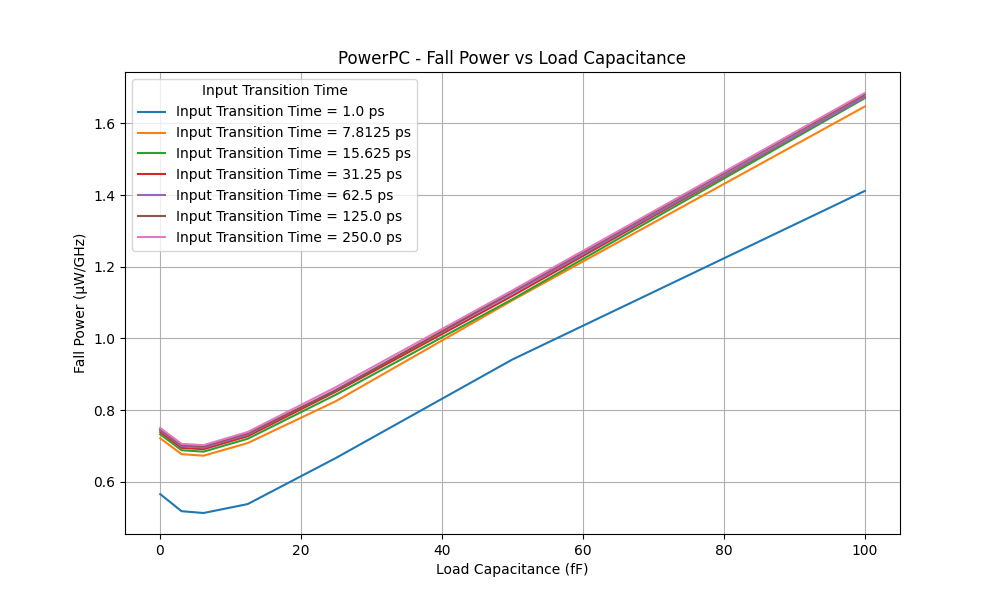 PowerPC - Fall Power vs Load Capacitance
Input Transition Time
Input Transition Time = 1.0 ps
Input Transition Time = 7.8125 ps
Input Transition Time = 15.625 ps
Input Transition Time = 31.25 ps
Input Transition Time = 62.5 ps
Input Transition Time = 125.0 ps
Input Transition Time = 250.0 ps
Fall Power (µW/GHz)
1.6
1.4
1.2
1.0
0.8
0.6
0 20 40 60 80 100
Load Capacitance (fF)